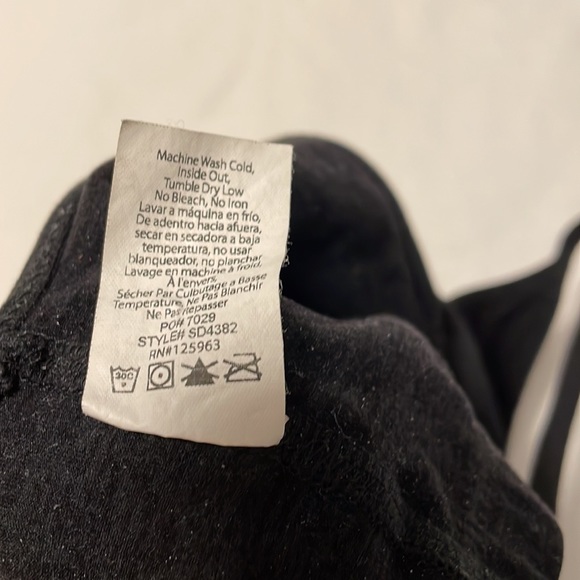 Machine Wash Cold,
Inside Out,
Tumble Dry Low
No Bleach, No Iron
Lavar a máquina en frío,
De adentro hacia afuera,
secar en secadora a baja
temperatura, no usar
blanqueador, no planchar
Lavage en machine à froid,
À l'envers,
Sécher Par Culbutage a Basse
Temperature, Ne Pas Blanchir
Ne Pas repasser
PO# 7029
STYLE# SD4382
RN#125963
30C